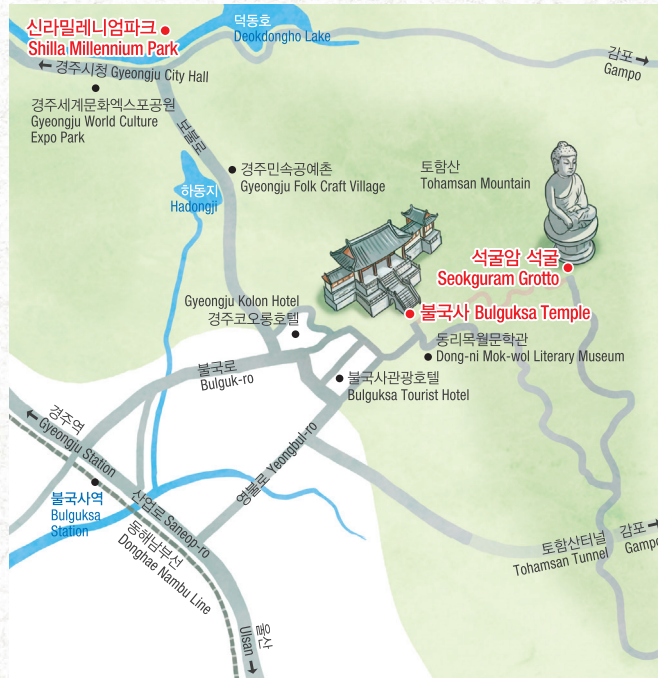 신라밀레니엄파크
Shilla Millennium Park
덕동호
Deokdongho Lake
감포
Gampo
경주시청 Gyeongju City Hall
경주세계문화엑스포공원
Gyeongju World Culture
Expo Park
보불로
경주민속공예촌
Gyeongju Folk Craft Village
토함산
Tohamsan Mountain
하동지
Hadongji
석굴암 석굴
Seokguram Grotto
Gyeongju Kolon Hotel
경주코오롱호텔
불국사 Bulguksa Temple
동리목월문학관
Dong-ni Mok-wol Literary Museum
불국로
Bulguk-ro
불국사관광호텔
Bulguksa Tourist Hotel
경주역
Gyeongju Station
영불로 Yeongbul-ro
불국사역
Bulguksa
Station
산업로 Saneop-ro
동해남부선
Donghae Nambu Line
토함산터널
Tohamsan Tunnel
감포
Gampo
울산
Ulsan